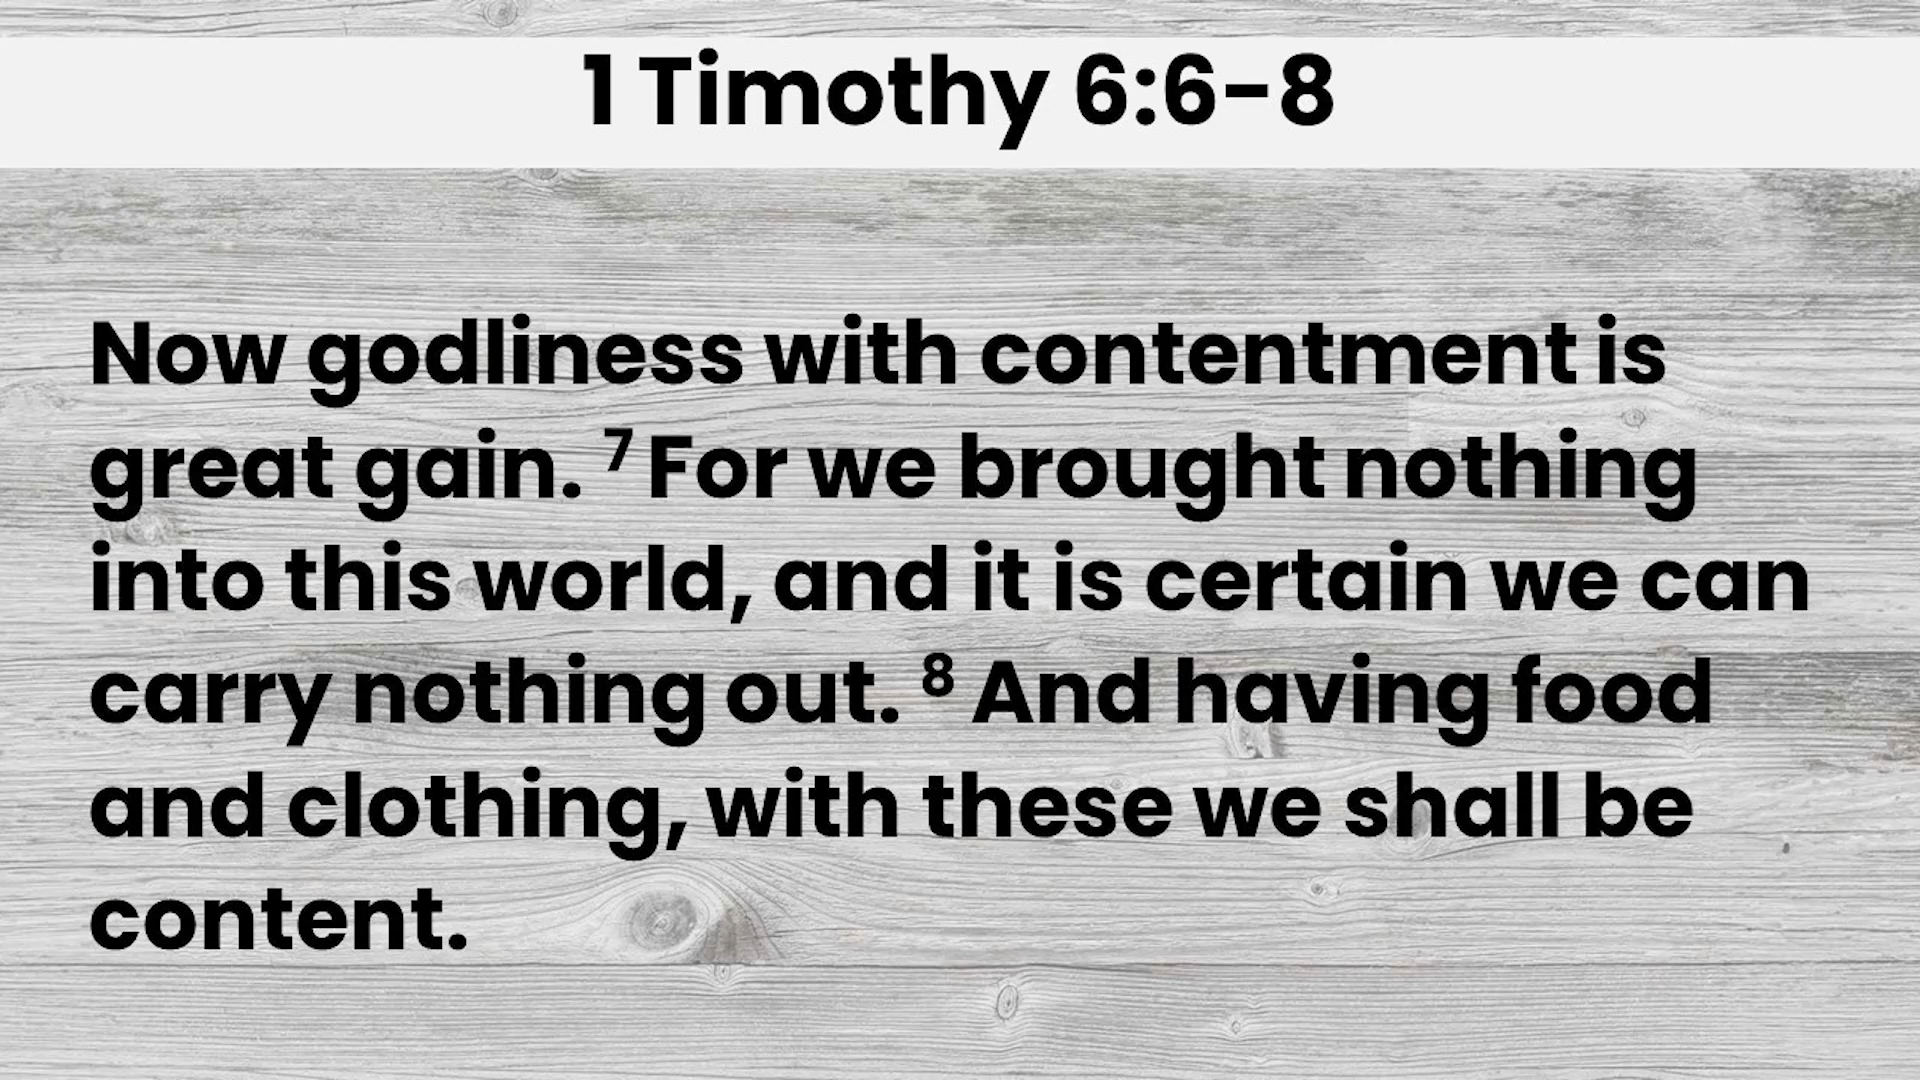 1 Timothy 6:6-8
Now godliness with contentment is
great gain. ⁷ For we brought nothing
into this world, and it is certain we can
carry nothing out. ⁸ And having food
and clothing, with these we shall be
content.